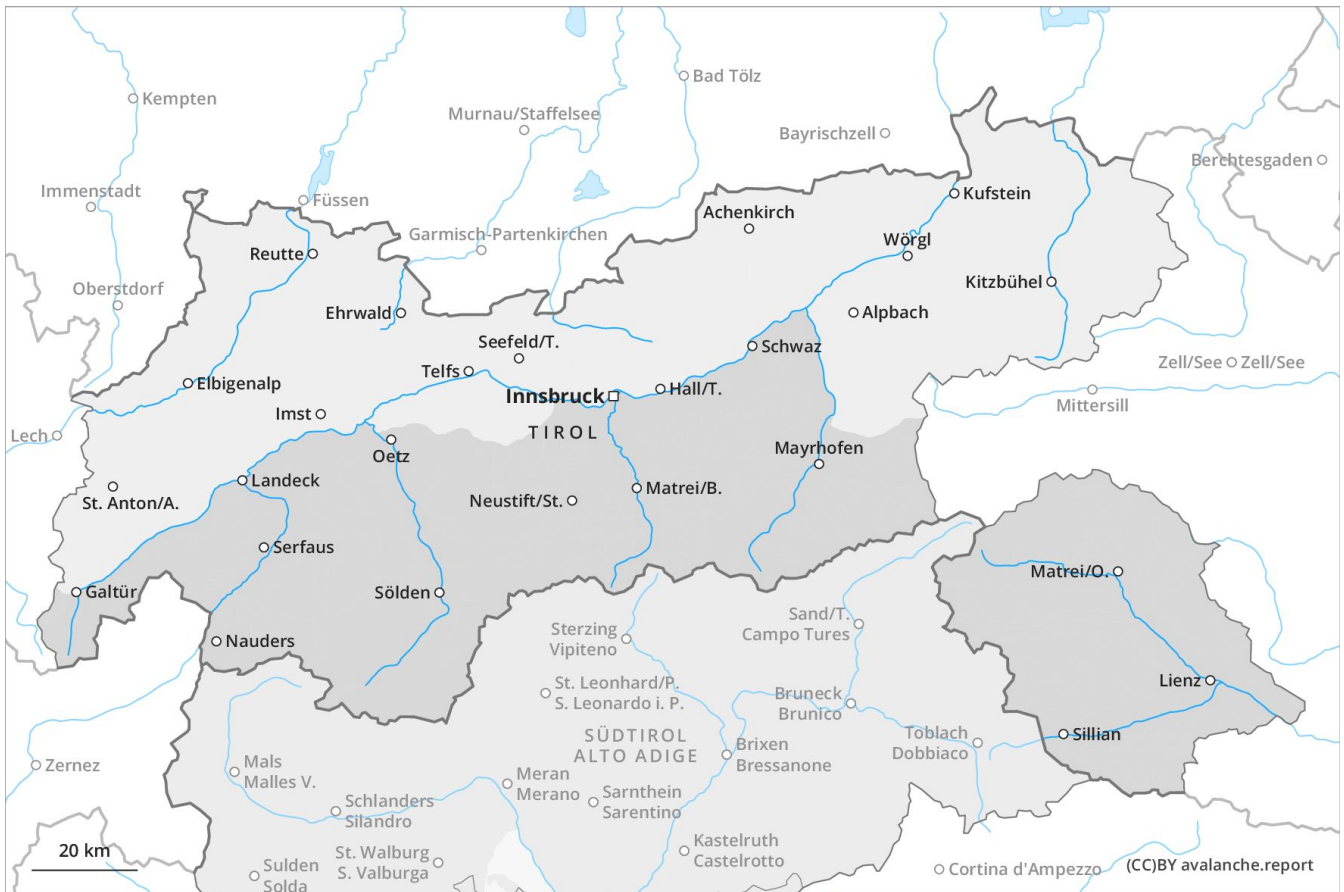 Kempten
Bad Tölz
Murnau/Staffelsee
Bayrischzell
Berchtesgaden
Immenstadt
Füssen
Kufstein
Achenkirch
Garmisch-Partenkirchen
Wörgl
Reutte
Oberstdorf
Kitzbühel
Ehrwald
Alpbach
Seefeld/T.
Schwaz
Zell/See
Zell/See
Telfs
Elbigenalp
Innsbruck
Hall/T.
Mittersill
Imst
Lech
TIROL
Oetz
Mayrhofen
Landeck
St. Anton/A.
Neustift/St.
Matrei/B.
Serfaus
Matrei/O.
Galtür
Sölden
Sand/T.
Campo Tures
Sterzing
Vipiteno
Nauders
Lienz
St. Leonhard/P.
S. Leonardo i. P.
Bruneck
Brunico
SÜDTIROL
ALTO ADIGE
Toblach
Dobbiaco
Sillian
Brixen
Bressanone
Zernez
Mals
Malles V.
Meran
Merano
Sarnthein
Sarentino
Schlanders
Silandro
Kastelruth
Castelrotto
20 km
St. Walburg
S. Valburga
Sulden
Solda
Cortina d'Ampezzo
(CC)BY avalanche.report